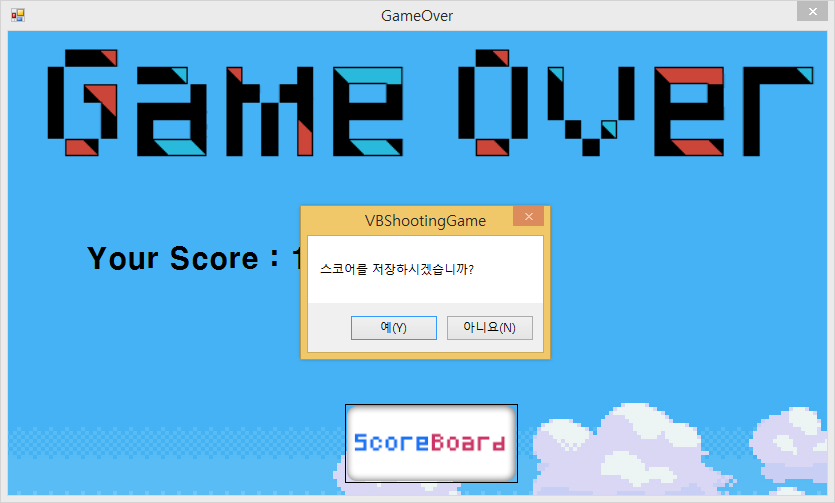 GameOver
Game Over
VBShootingGame
Your Score :
스코어를 저장하시겠습니까?
예(Y)
아니요(N)
ScoreBoard